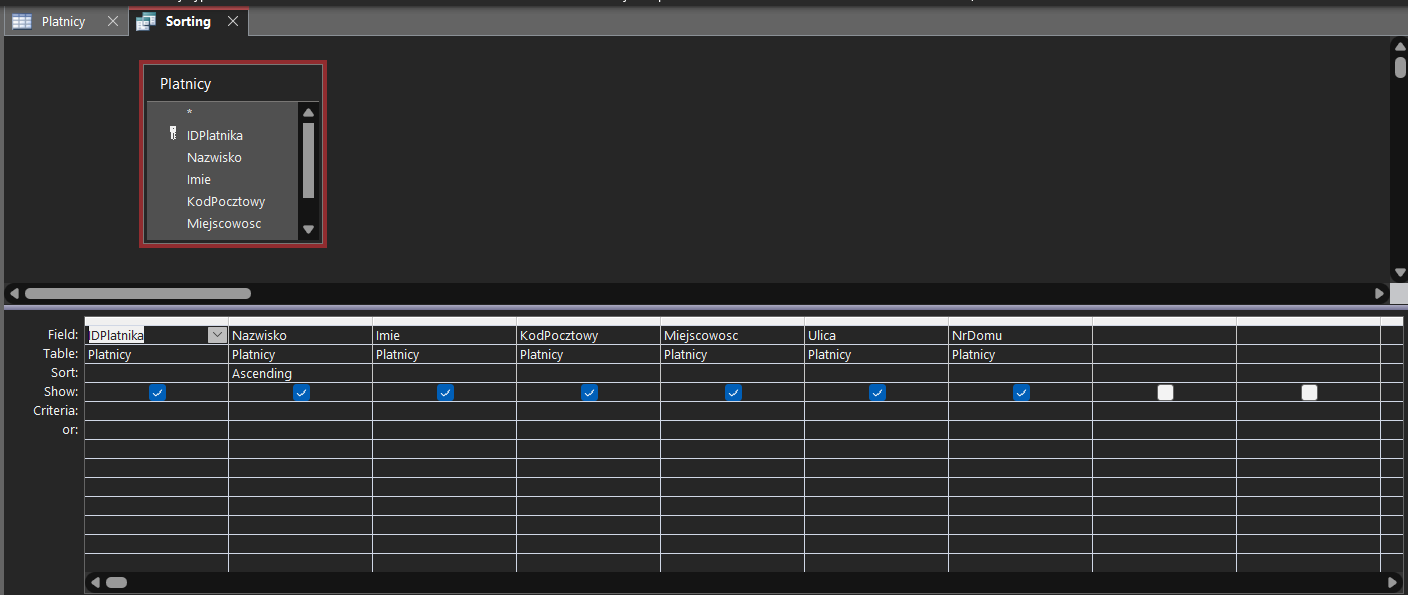 Platnicy Sorting
Platnicy
*
IDPlatnika
Nazwisko
Imie
KodPocztowy
Miejscowosc
Field: IDPlatnika Nazwisko Imie KodPocztowy Miejscowosc Ulica NrDomu
Table: Platnicy Platnicy Platnicy Platnicy Platnicy Platnicy Platnicy
Sort: Ascending
Show:
Criteria:
or: